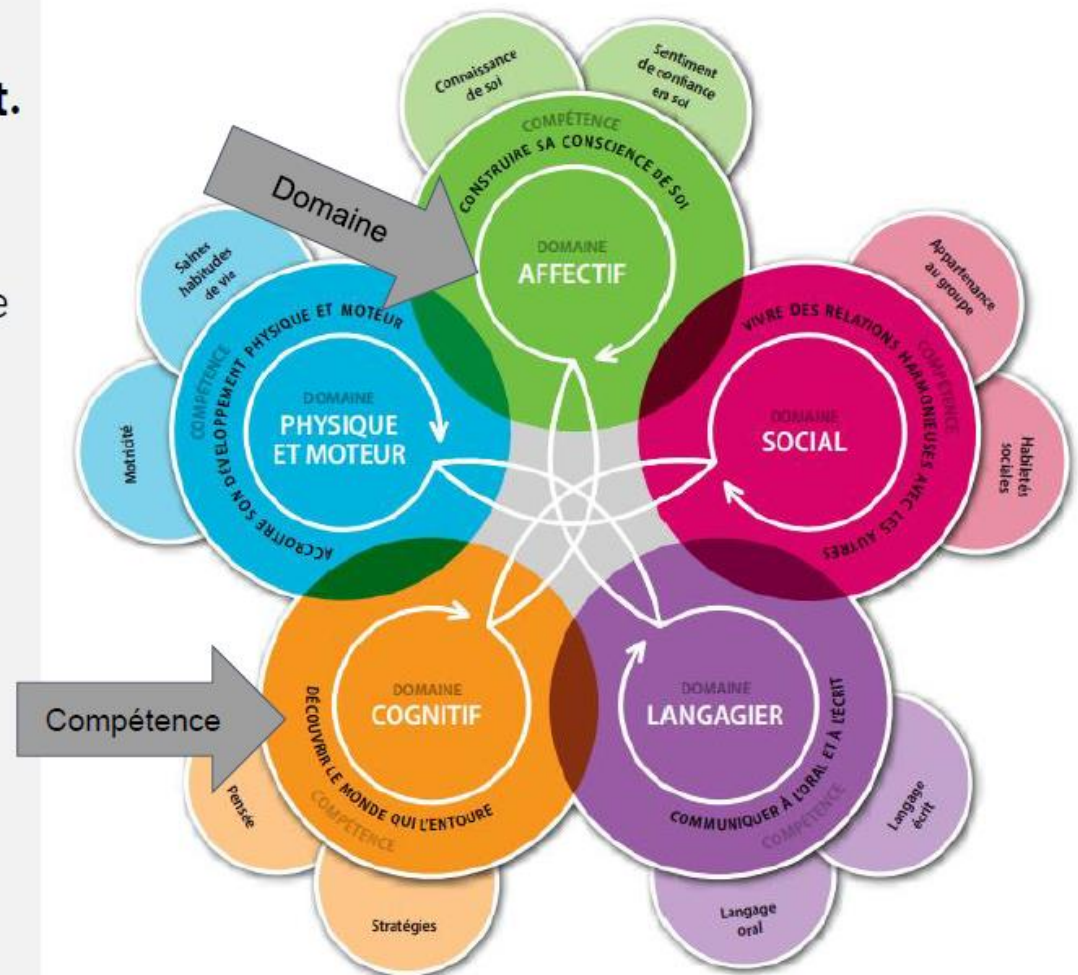 t.
e
Connaissance
de soi
Sentiment
de confiance
en soi
COMPÉTENCE
CONSTRUIRE SA CONSCIENCE DE SOI
DOMAINE
AFFECTIF
Domaine
Saines
habitudes
de vie
Motricité
COMPÉTENCE
ACCROÎTRE SON DÉVELOPPEMENT PHYSIQUE ET MOTEUR
DOMAINE
PHYSIQUE
ET MOTEUR
Appartenance
au groupe
Habiletés
sociales
COMPÉTENCE
VIVRE DES RELATIONS HARMONIEUSES AVEC LES AUTRES
DOMAINE
SOCIAL
Compétence
DOMAINE
COGNITIF
DÉCOUVRIR LE MONDE QUI L'ENTOURE
COMPÉTENCE
Pensée
Stratégies
DOMAINE
LANGAGIER
COMMUNIQUER À L'ORAL ET À L'ÉCRIT
COMPÉTENCE
Langage
écrit
Langage
oral